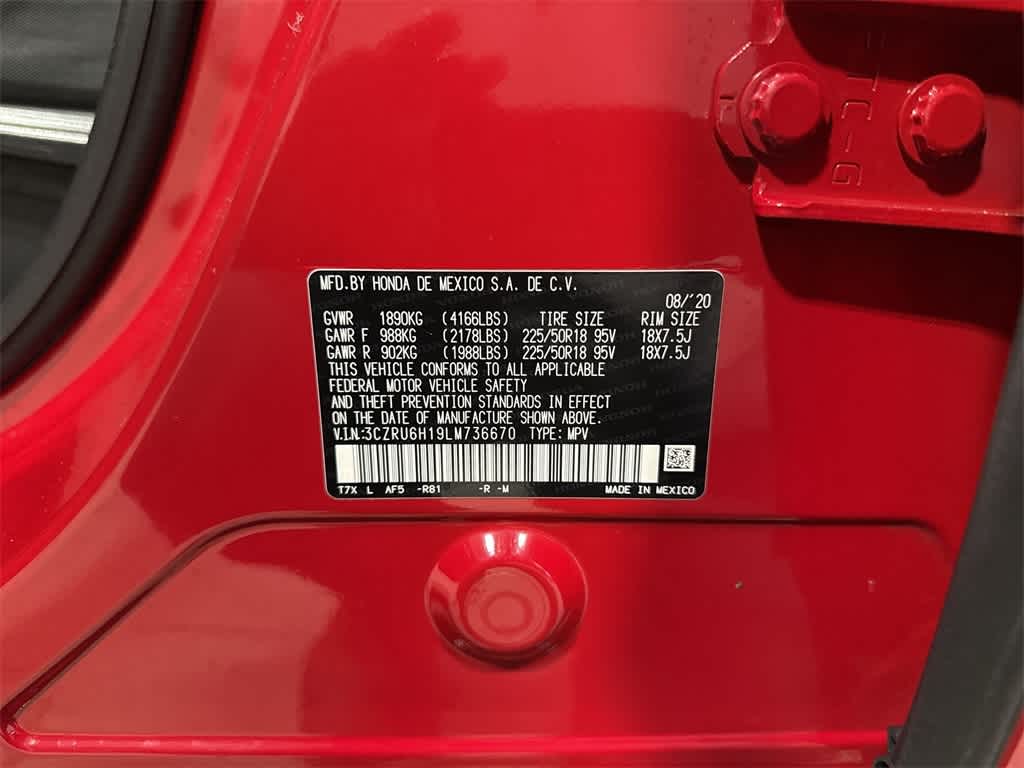 MFD.BY HONDA DE MEXICO S.A. DE C.V.
08/'20
GVWR 1890KG (4166LBS) TIRE SIZE RIM SIZE
GAWR F 988KG (2178LBS) 225/50R18 95V 18X7.5J
GAWR R 902KG (1988LBS) 225/50R18 95V 18X7.5J
THIS VEHICLE CONFORMS TO ALL APPLICABLE
FEDERAL MOTOR VEHICLE SAFETY
AND THEFT PREVENTION STANDARDS IN EFFECT
ON THE DATE OF MANUFACTURE SHOWN ABOVE.
V.I.N:3CZRU6H19LM736670 TYPE: MPV
T7X L AF5 -R81 -R -M MADE IN MEXICO